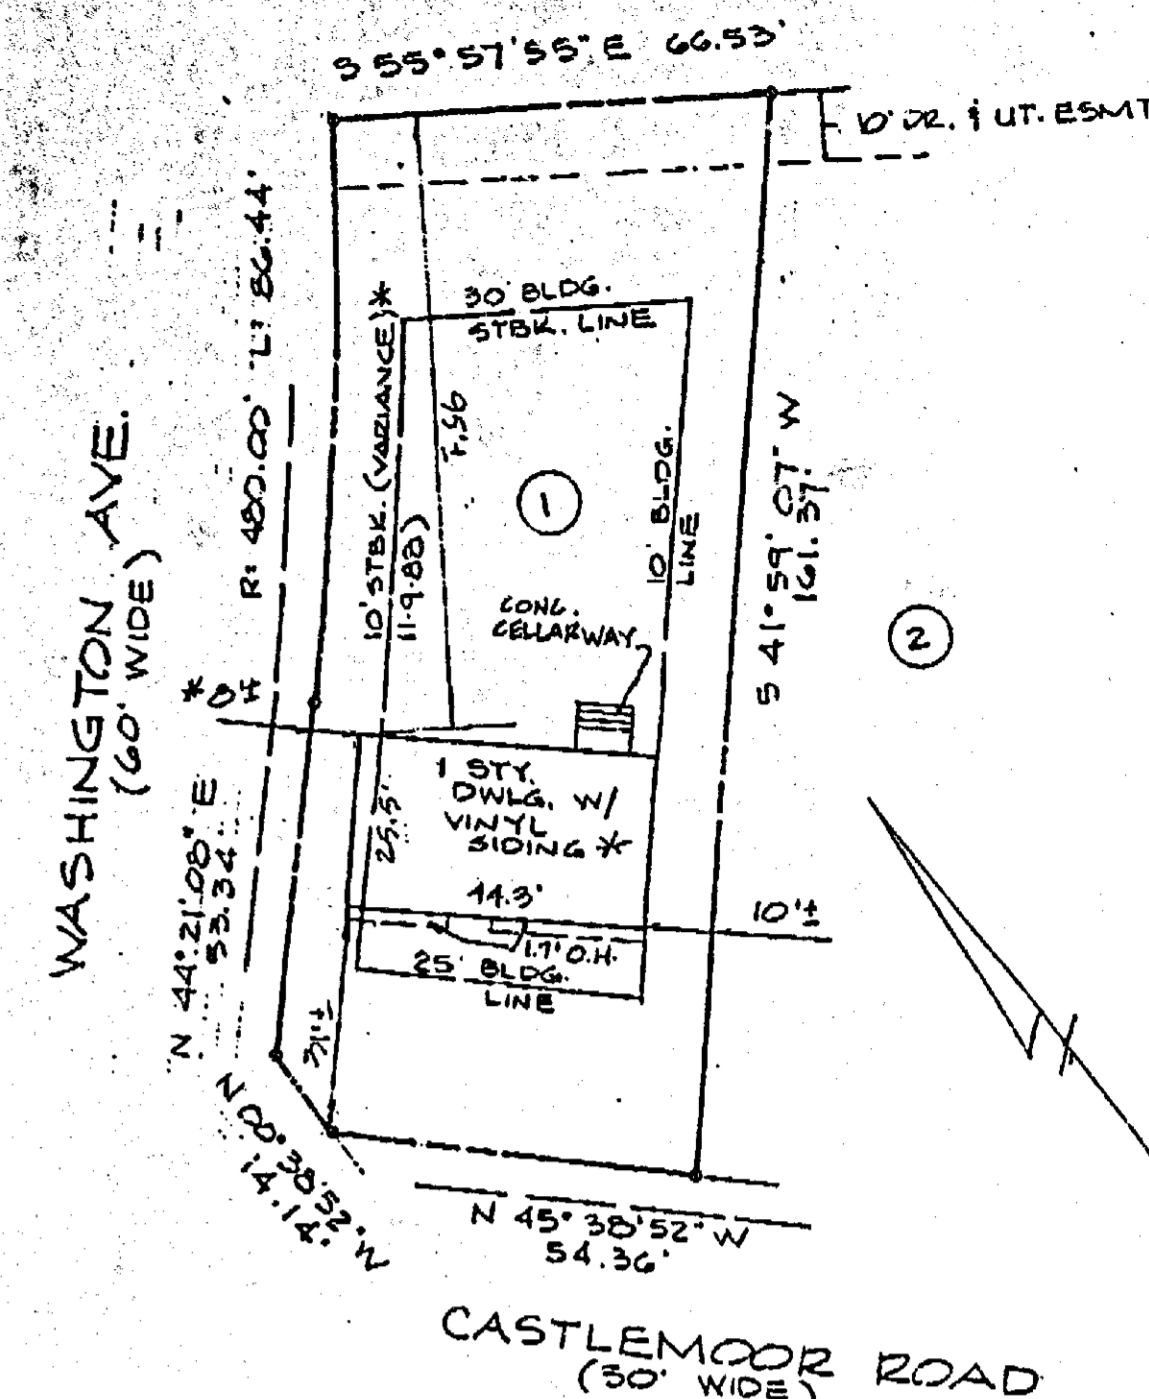 S 55° 57' 55" E 66.53'
10' DR. & UT. ESMT
R: 480.00' L: 86.44'
30' BLDG.
STBK. LINE
10' STBK. (VARIANCE)*
11-9-88)
95'±
1
10' BLDG.
LINE
S 41° 59' 07" W
161.37'
2
WASHINGTON AVE.
(60' WIDE)
CONC.
CELLARWAY
* 8'±
1 STY.
DWLG. W/
VINYL
SIDING *
25.5'
44.3'
10'±
1.7' O.H.
25' BLDG.
LINE
31'±
N 44° 21' 08" E
53.34'
N 00° 38' 52" W
14.14'
N 45° 38' 52" W
54.36'
CASTLEMOOR ROAD
(50' WIDE)